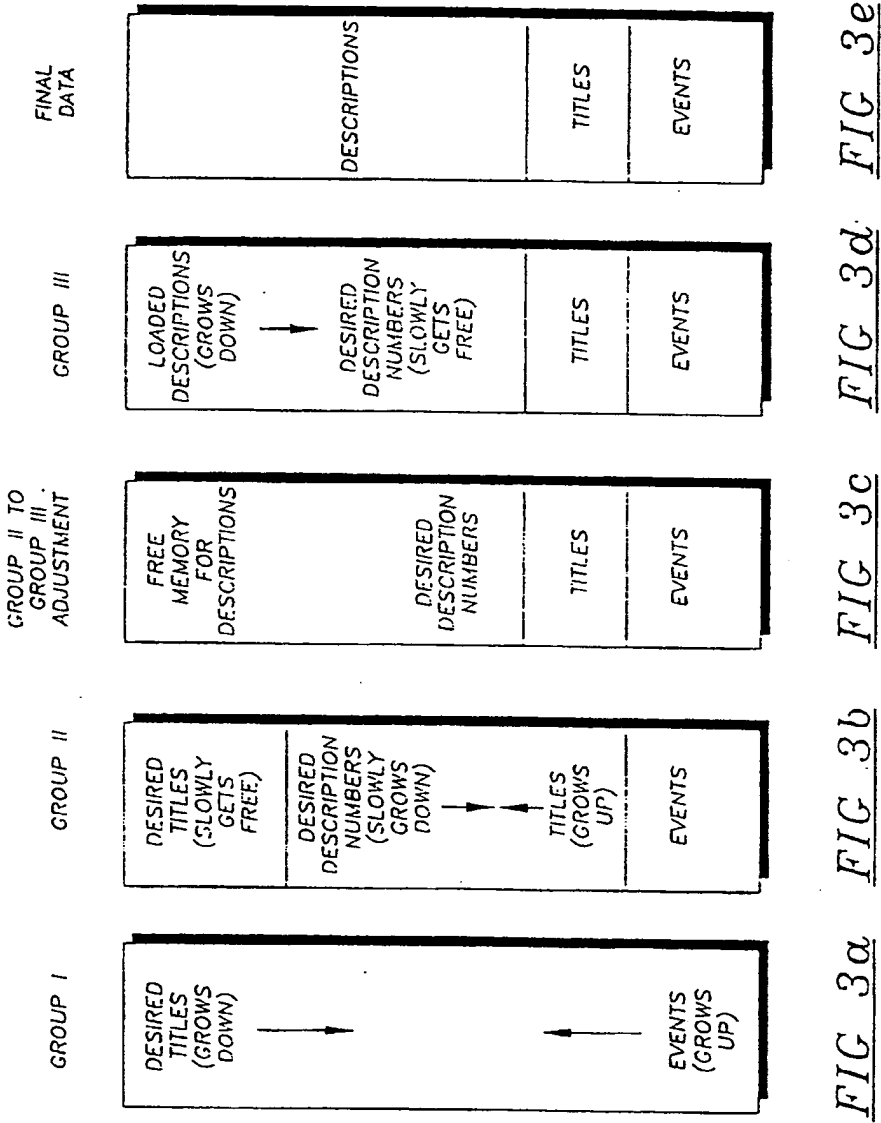 GROUP I
DESIRED
TITLES
(GROWS
DOWN)
EVENTS
(GROWS
UP)
FIG 3a
GROUP II
DESIRED
TITLES
(SLOWLY
GETS
FREE)
DESIRED
DESCRIPTION
NUMBERS
(SLOWLY
GROWS
DOWN)
TITLES
(GROWS
UP)
EVENTS
FIG 3b
GROUP II TO
GROUP III
ADJUSTMENT
FREE
MEMORY
FOR
DESCRIPTIONS
DESIRED
DESCRIPTION
NUMBERS
TITLES
EVENTS
FIG 3c
GROUP III
LOADED
DESCRIPTIONS
(GROWS
DOWN)
DESIRED
DESCRIPTION
NUMBERS
(SLOWLY
GETS
FREE)
TITLES
EVENTS
FIG 3d
FINAL
DATA
DESCRIPTIONS
TITLES
EVENTS
FIG 3e